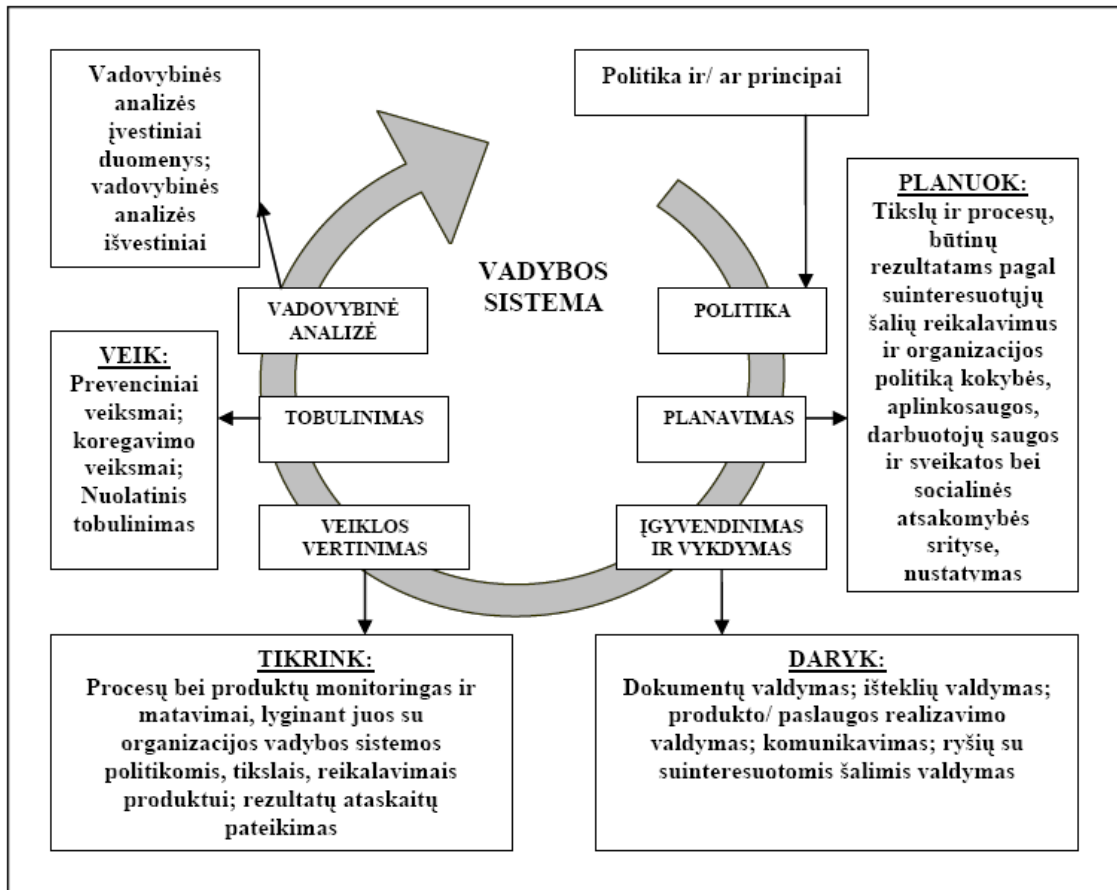 Vadovybinės
analizės
įvestiniai
duomenys;
vadovybinės
analizės
išvestiniai
Politika ir/ ar principai
VADYBOS
SISTEMA
PLANUOK:
Tikslų ir procesų,
būtinų
rezultatams pagal
suinteresuotųjų
šalių reikalavimus
ir organizacijos
politiką kokybės,
aplinkosaugos,
darbuotojų saugos
ir sveikatos bei
socialinės
atsakomybės
srityse,
nustatymas
VADOVYBINĖ
ANALIZĖ
POLITIKA
VEIK:
Prevenciniai
veiksmai;
koregavimo
veiksmai;
Nuolatinis
tobulinimas
TOBULINIMAS
PLANAVIMAS
VEIKLOS
VERTINIMAS
ĮGYVENDINIMAS
IR VYKDYMAS
TIKRINK:
Procesų bei produktų monitoringas ir
matavimai, lyginant juos su
organizacijos vadybos sistemos
politikomis, tikslais, reikalavimais
produktui; rezultatų ataskaitų
pateikimas
DARYK:
Dokumentų valdymas; išteklių valdymas;
produkto/ paslaugos realizavimo
valdymas; komunikavimas; ryšių su
suinteresuotomis šalimis valdymas